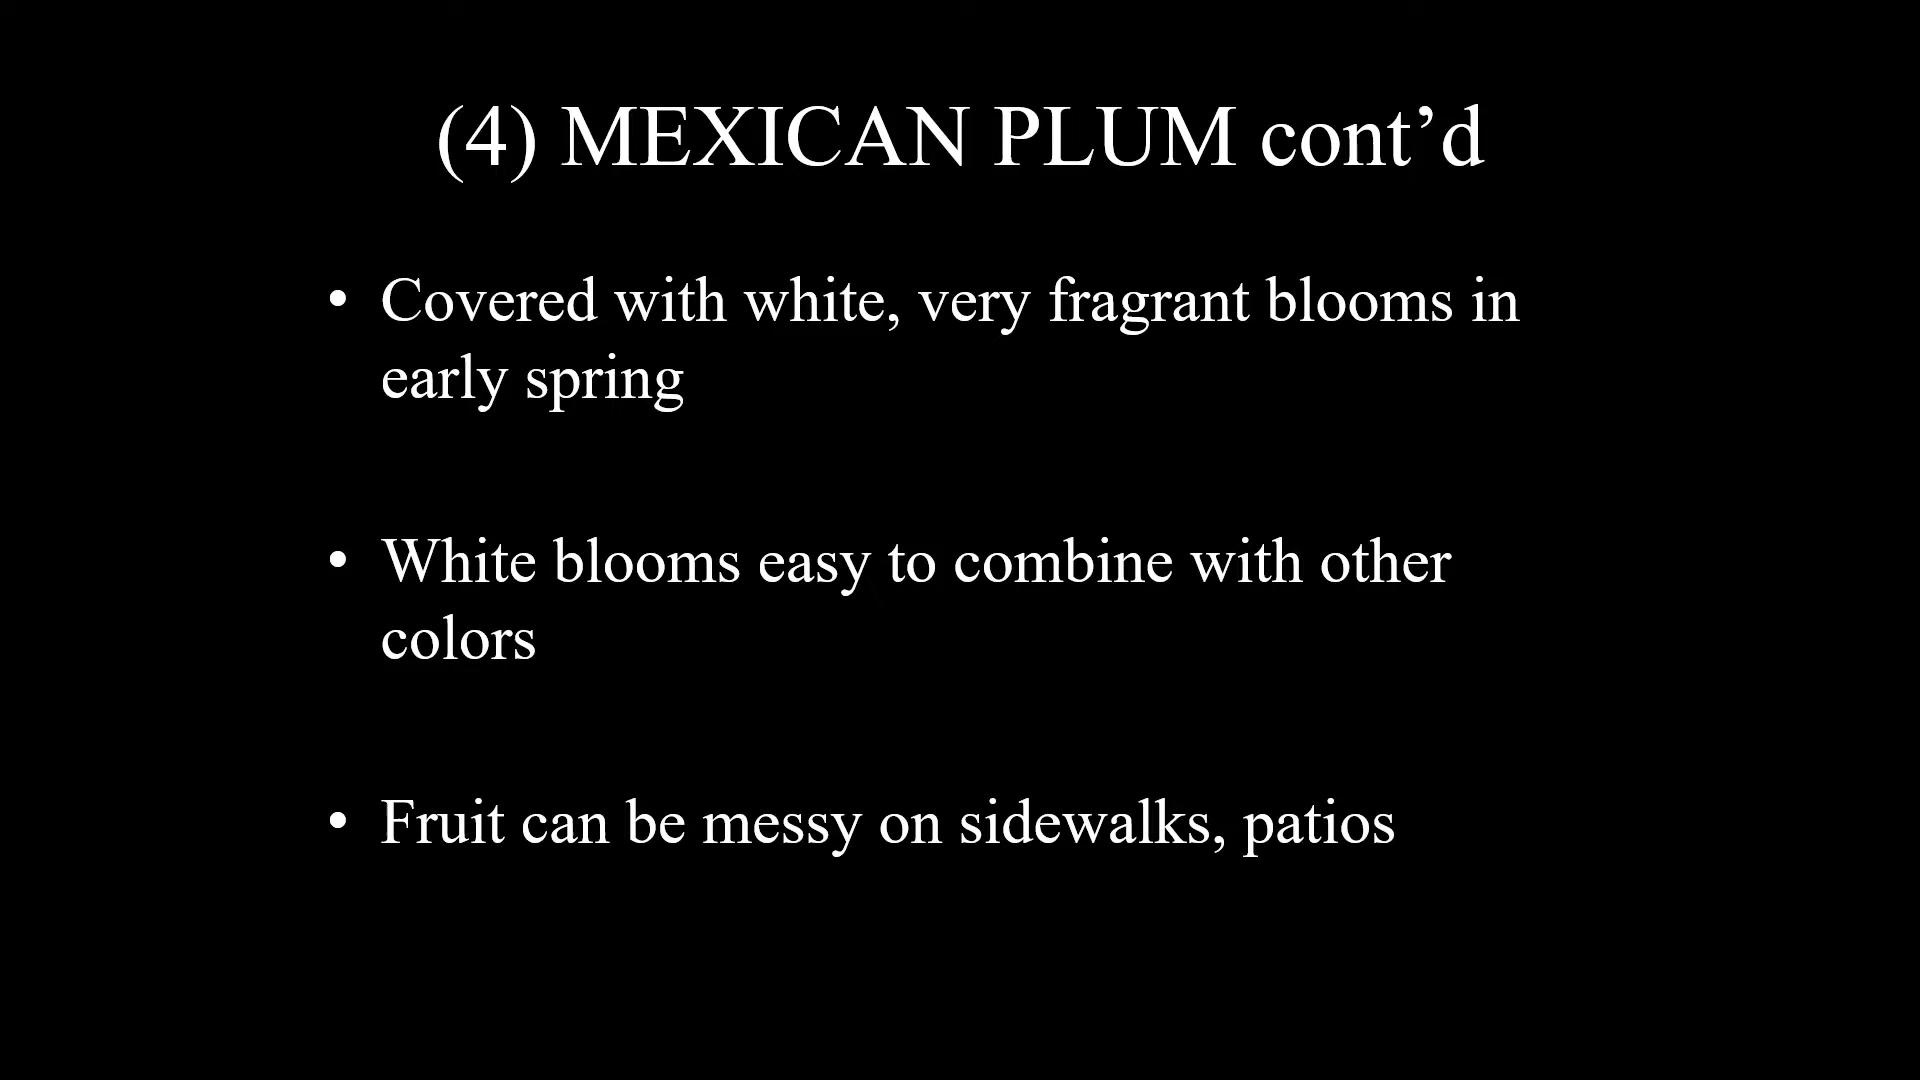 (4) MEXICAN PLUM cont’d
• Covered with white, very fragrant blooms in
early spring
• White blooms easy to combine with other
colors
• Fruit can be messy on sidewalks, patios